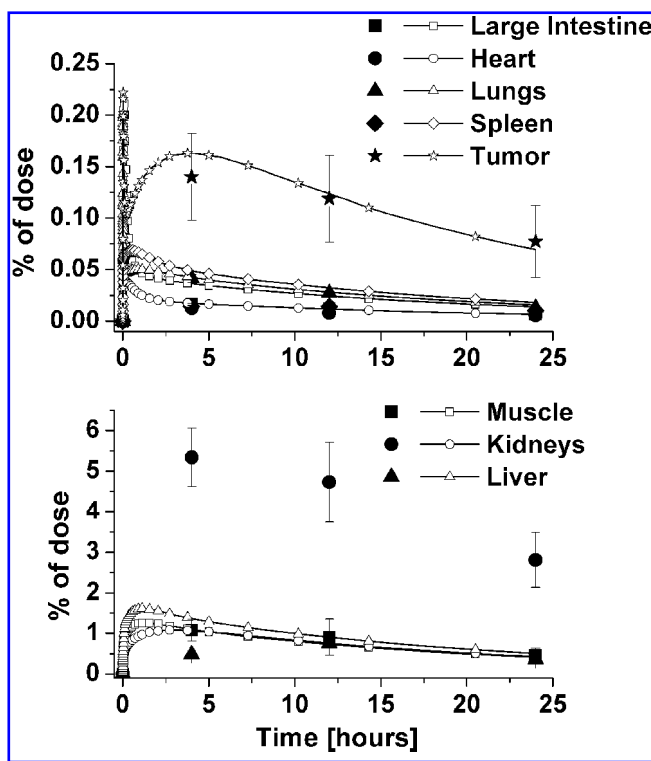 Large Intestine
Heart
Lungs
Spleen
Tumor
0.25
0.20
0.15
0.10
0.05
0.00
% of dose
0 5 10 15 20 25
Muscle
Kidneys
Liver
6
5
4
3
2
1
0
% of dose
0 5 10 15 20 25
Time [hours]